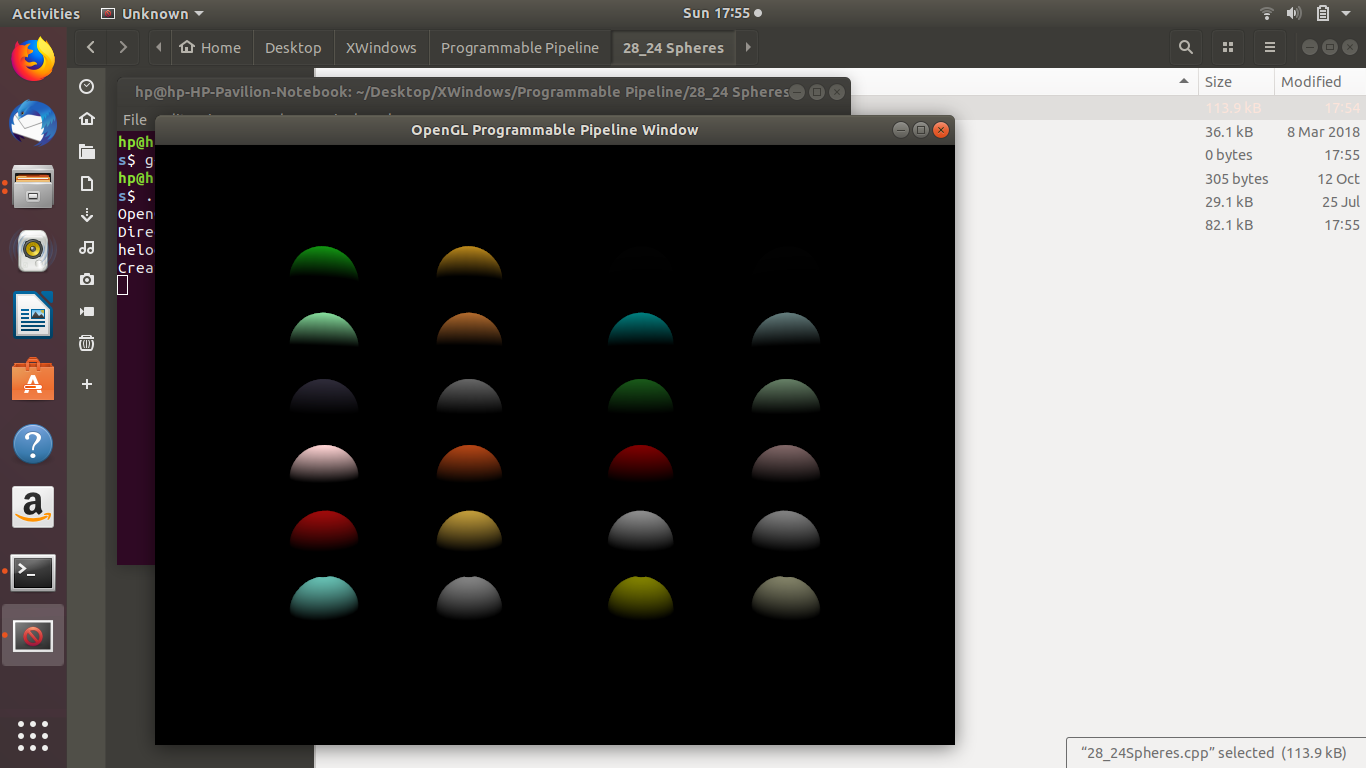 Activities Unknown Sun 17:55
Home Desktop XWindows Programmable Pipeline 28_24 Spheres
Size Modified
hp@hp-HP-Pavilion-Notebook: ~/Desktop/XWindows/Programmable Pipeline/28_24 Spheres
113.9 kB 17:54
File
OpenGL Programmable Pipeline Window
36.1 kB 8 Mar 2018
hp@h
0 bytes 17:55
s$ g
hp@h
305 bytes 12 Oct
s$ .
29.1 kB 25 Jul
Open
82.1 kB 17:55
Dire
helo
Crea
“28_24Spheres.cpp” selected (113.9 kB)